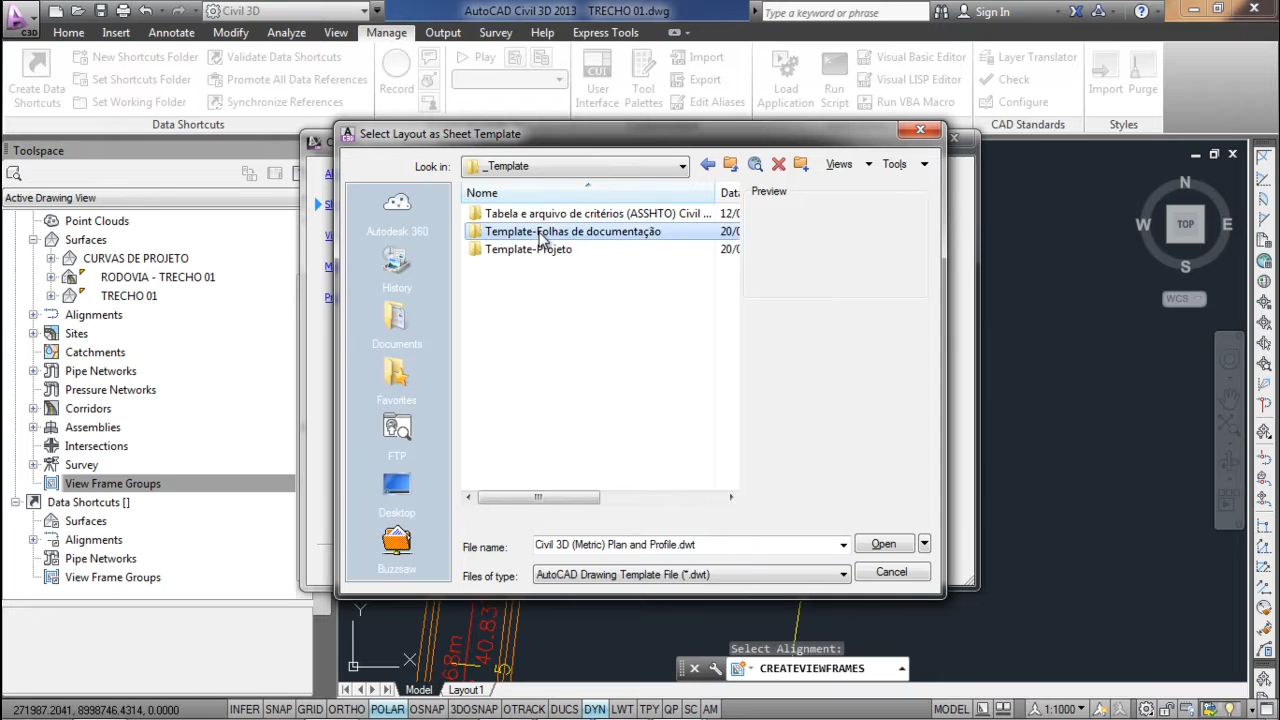 Civil 3D
AutoCAD Civil 3D 2013 TRECHO 01.dwg
Type a keyword or phrase
Sign In
C3D
Home Insert Annotate Modify Analyze View Manage Output Survey Help Express Tools
Create Data Shortcuts
New Shortcuts Folder
Set Shortcuts Folder
Set Working Folder
Validate Data Shortcuts
Promote All Data References
Synchronize References
Data Shortcuts
Record
Play
User Interface
Tool Palettes
Import
Export
Edit Aliases
Load Application
Run Script
Visual Basic Editor
Visual LISP Editor
Run VBA Macro
Layer Translator
Check
Configure
CAD Standards
Import
Purge
Styles
Toolspace
Active Drawing View
Point Clouds
Surfaces
CURVAS DE PROJETO
RODOVIA - TRECHO 01
TRECHO 01
Alignments
Sites
Catchments
Pipe Networks
Pressure Networks
Corridors
Assemblies
Intersections
Survey
View Frame Groups
Data Shortcuts []
Surfaces
Alignments
Pipe Networks
View Frame Groups
Select Layout as Sheet Template
Look in:
_Template
Views
Tools
Nome
Data
Preview
Tabela e arquivo de critérios (ASSHTO) Civil ... 12/0
Template-Folhas de documentação 20/0
Template-Projeto 20/0
Autodesk 360
History
Documents
Favorites
FTP
Desktop
Buzzsaw
File name:
Civil 3D (Metric) Plan and Profile.dwt
Open
Files of type:
AutoCAD Drawing Template File (*.dwt)
Cancel
N
W TOP E
S
WCS
Y
X
68m
40.83
Select Alignment:
CREATEVIEWFRAMES
Model Layout1
271987.2041, 8998746.4314, 0.0000
INFER SNAP GRID ORTHO POLAR OSNAP 3DOSNAP OTRACK DUCS DYN LWT TPY QP SC AM
MODEL
1:1000